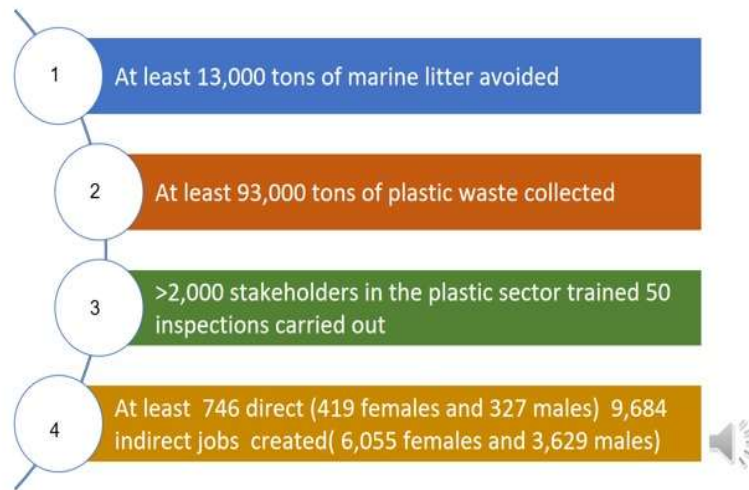 1
At least 13,000 tons of marine litter avoided
2
At least 93,000 tons of plastic waste collected
3
>2,000 stakeholders in the plastic sector trained 50
inspections carried out
4
At least  746 direct (419 females and 327 males)  9,684
indirect jobs  created( 6,055 females and 3,629 males)